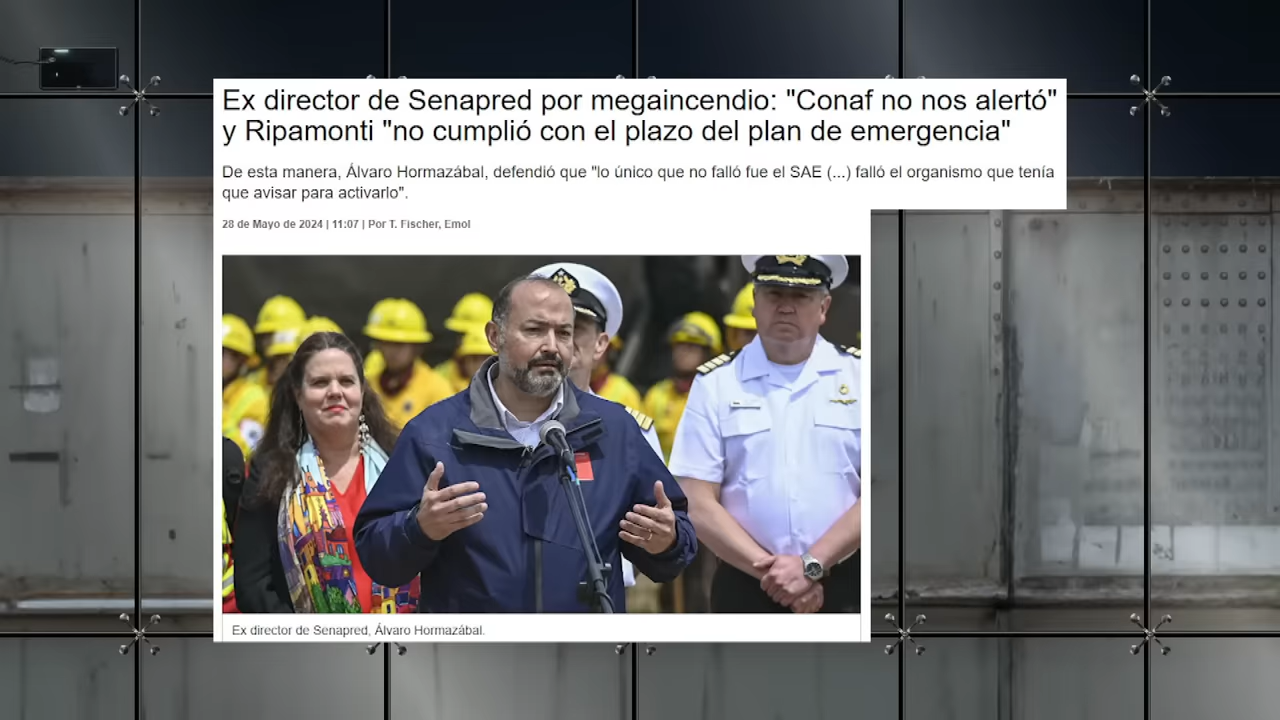 Ex director de Senapred por megaincendio: "Conaf no nos alertó"
y Ripamonti "no cumplió con el plazo del plan de emergencia"
De esta manera, Álvaro Hormazábal, defendió que "lo único que no falló fue el SAE (...) falló el organismo que tenía
que avisar para activarlo".
28 de Mayo de 2024 | 11:07 | Por T. Fischer, Emol
Ex director de Senapred, Álvaro Hormazábal.